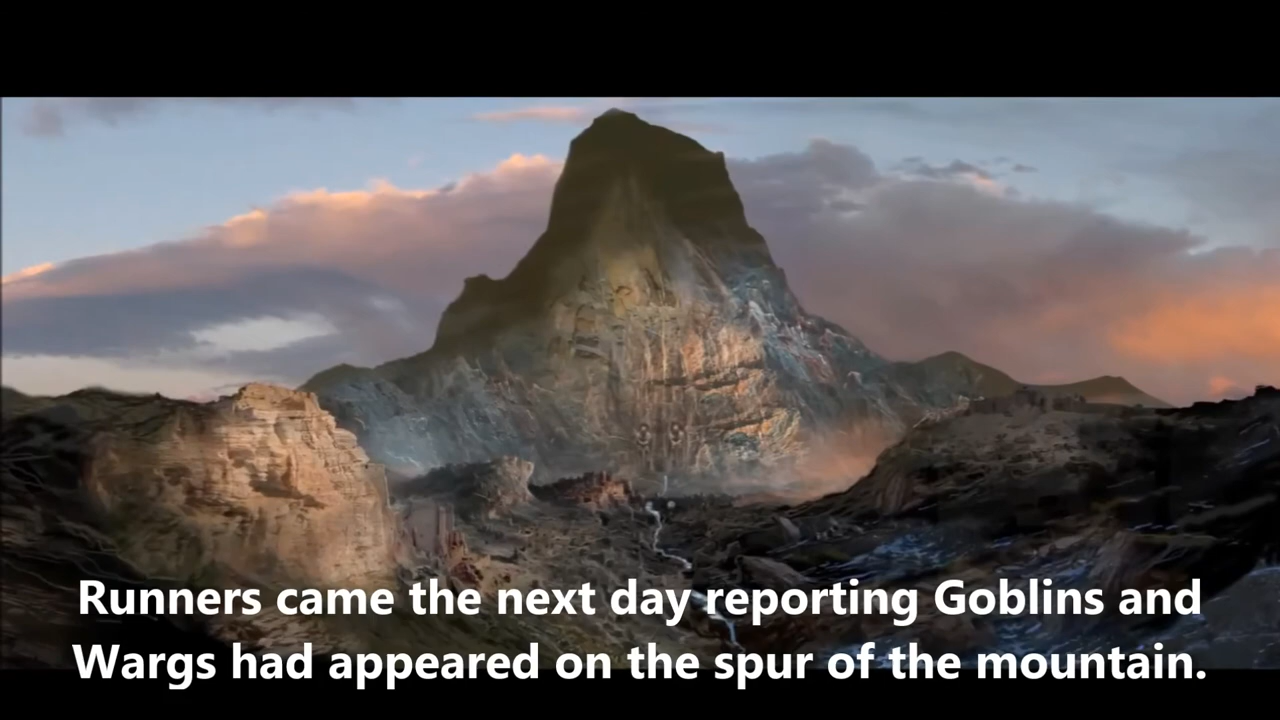 Runners came the next day reporting Goblins and
Wargs had appeared on the spur of the mountain.